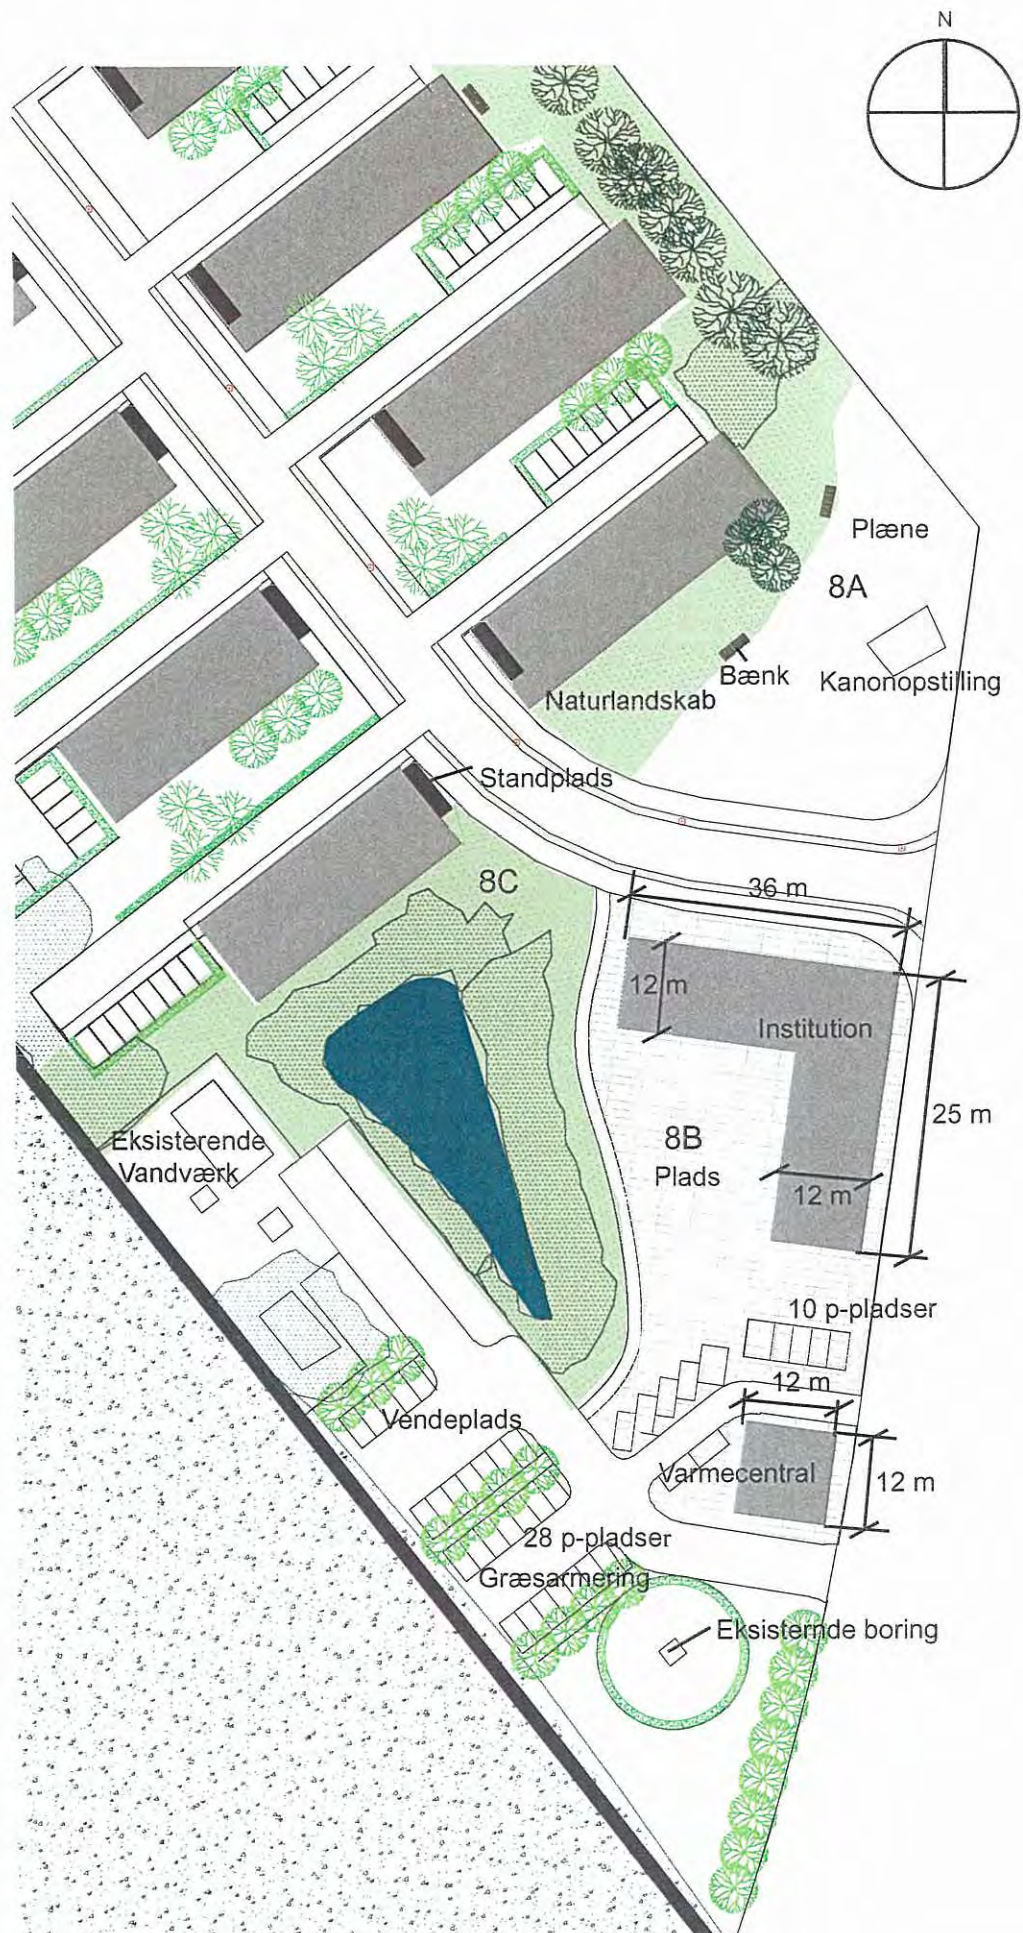 N
Plæne
8A
Bænk
Kanonopstilling
Naturlandskab
Standplads
8C
36 m
12 m
Institution
25 m
8B
Plads
Eksisterende
Vandværk
12 m
10 p-pladser
12 m
Vendeplads
Varmecentral
12 m
28 p-pladser
Græsarmering
Eksisternde boring